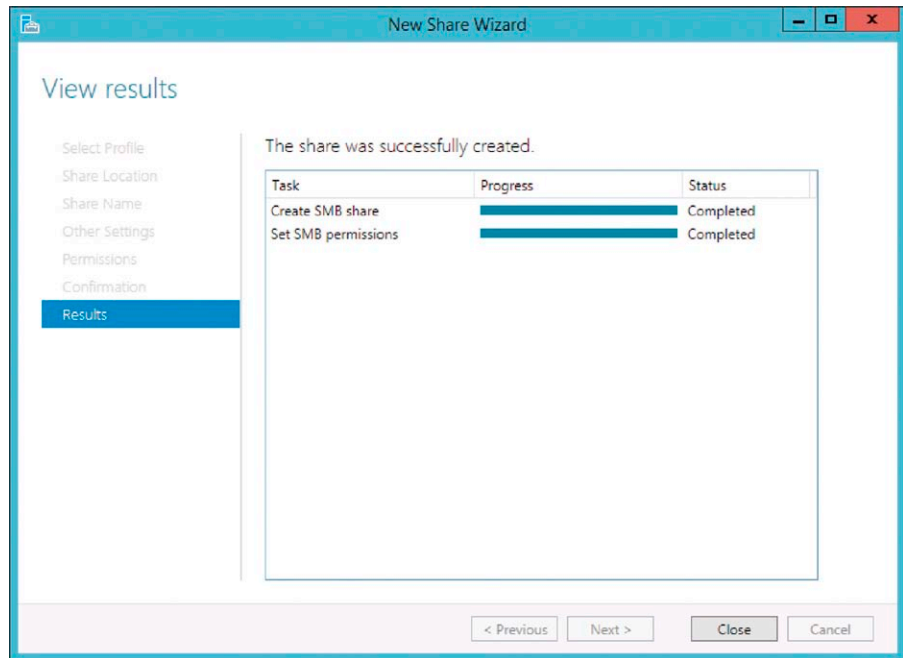 New Share Wizard
View results
Select Profile
Share Location
Share Name
Other Settings
Permissions
Confirmation
Results
The share was successfully created.
Task Progress Status
Create SMB share Completed
Set SMB permissions Completed
< Previous Next > Close Cancel